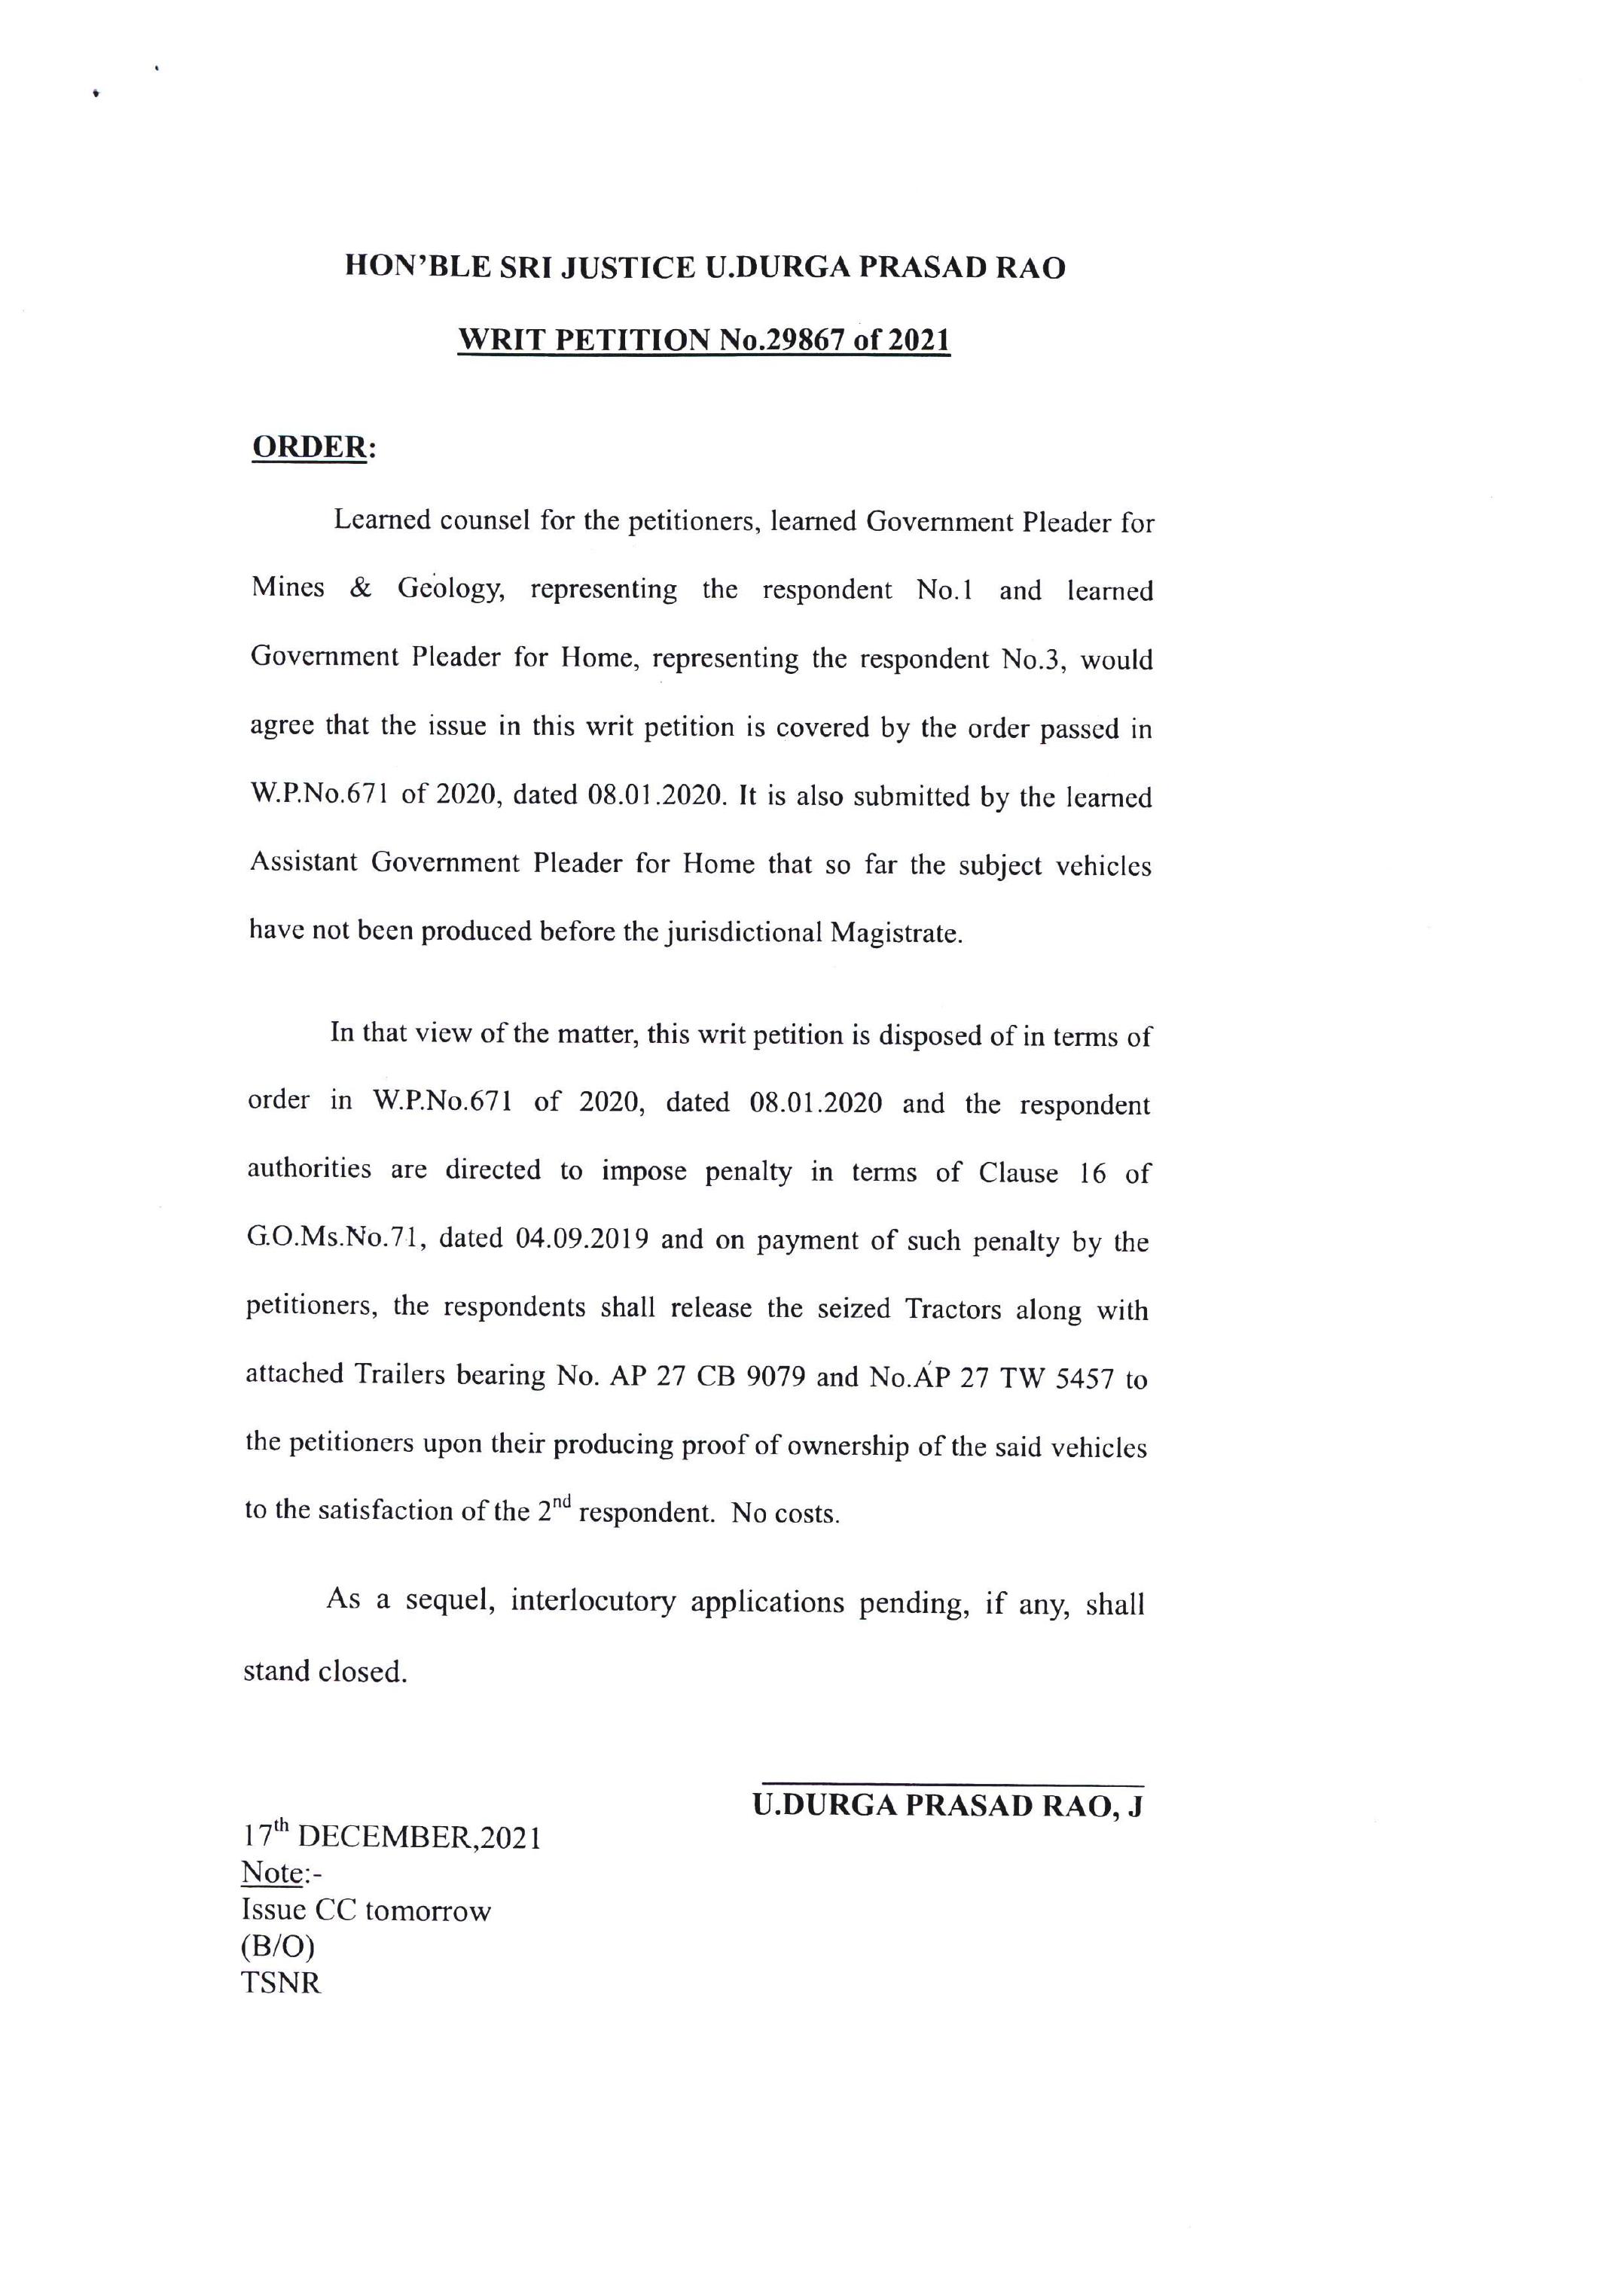 HON'BLE SRI JUSTICE U.DURGA PRASAD RAO
WRIT PETITION No.29867 of 2021
ORDER:
Learned counsel for the petitioners, learned Government Pleader for
Mines & Geology, representing the respondent No.1 and learned
Government Pleader for Home, representing the respondent No.3, would
agree that the issue in this writ petition is covered by the order passed in
W.P.No.671 of 2020, dated 08.01.2020. It is also submitted by the learned
Assistant Government Pleader for Home that so far the subject vehicles
have not been produced before the jurisdictional Magistrate.
In that view of the matter, this writ petition is disposed of in terms of
order in W.P.No.671 of 2020, dated 08.01.2020 and the respondent
authorities are directed to impose penalty in terms of Clause 16 of
G.O.Ms.No.71, dated 04.09.2019 and on payment of such penalty by the
petitioners, the respondents shall release the seized Tractors along with
attached Trailers bearing No. AP 27 CB 9079 and No.AP 27 TW 5457 to
the petitioners upon their producing proof of ownership of the said vehicles
to the satisfaction of the 2nd respondent. No costs.
As a sequel, interlocutory applications pending, if any, shall
stand closed.
U.DURGA PRASAD RAO, J
17th DECEMBER,2021
Note:-
Issue CC tomorrow
(B/O)
TSNR